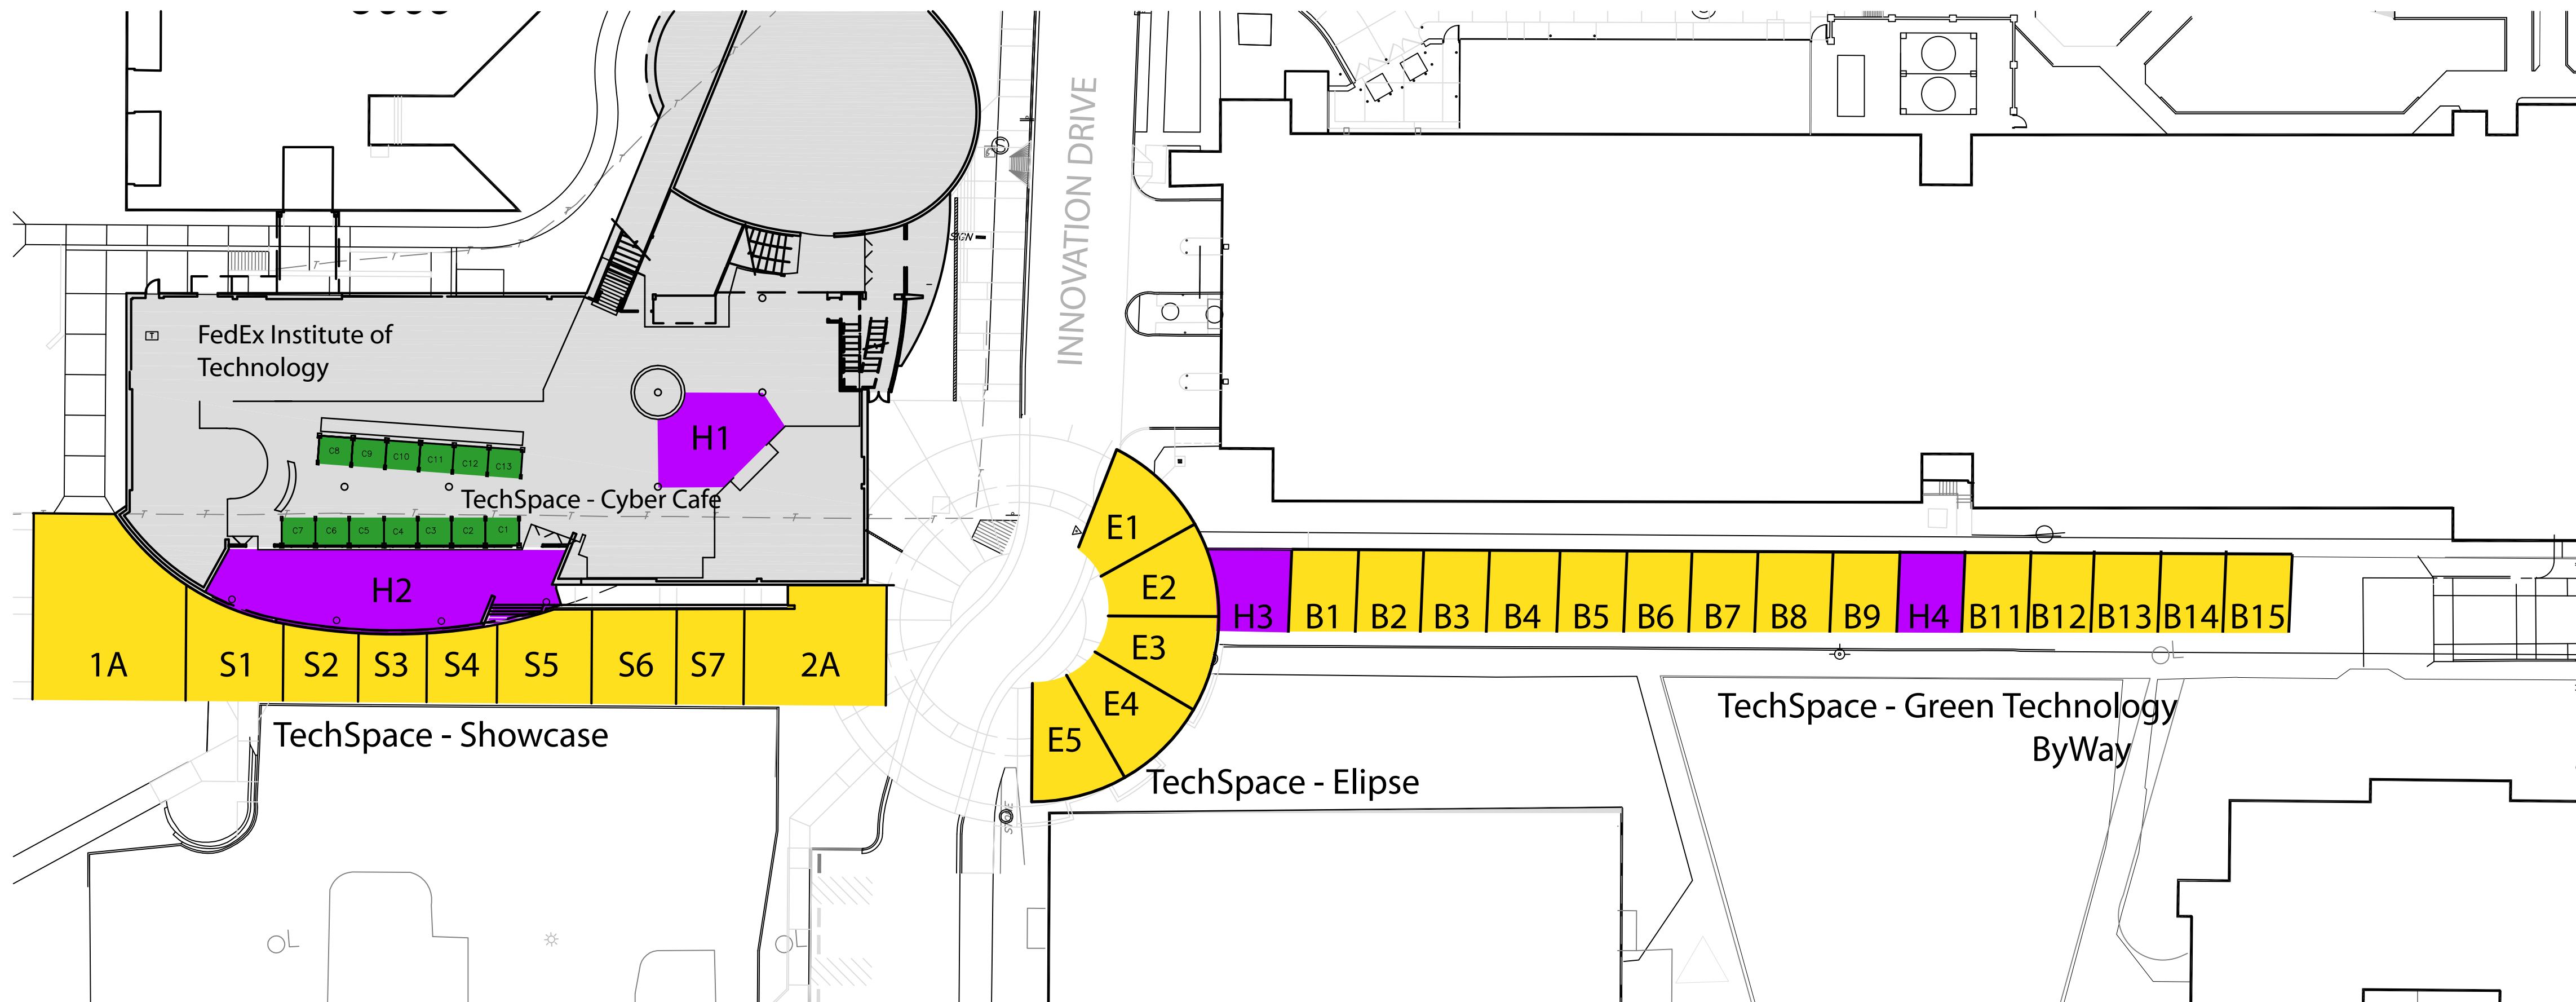 INNOVATION DRIVE
SIGN
FedEx Institute of
Technology
T
H1
C8
C9
C10
C11
C12
C13
TechSpace - Cyber Cafe
C7
C6
C5
C4
C3
C2
C1
H2
1A
S1
S2
S3
S4
S5
S6
S7
2A
TechSpace - Showcase
E1
E2
E3
E4
E5
TechSpace - Elipse
H3
B1
B2
B3
B4
B5
B6
B7
B8
B9
H4
B11
B12
B13
B14
B15
TechSpace - Green Technology
ByWay